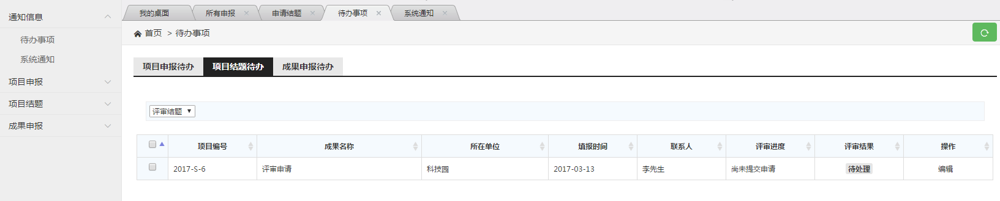 通知信息
待办事项
系统通知
项目申报
项目结题
成果申报
我的桌面 所有申报 申请结题 待办事项 系统通知
首页 > 待办事项
项目申报待办 项目结题待办 成果申报待办
评审结题
项目编号 成果名称 所在单位 填报时间 联系人 评审进度 评审结果 操作
2017-S-6 评审申请 科技园 2017-03-13 李先生 尚未提交申请 待处理 编辑